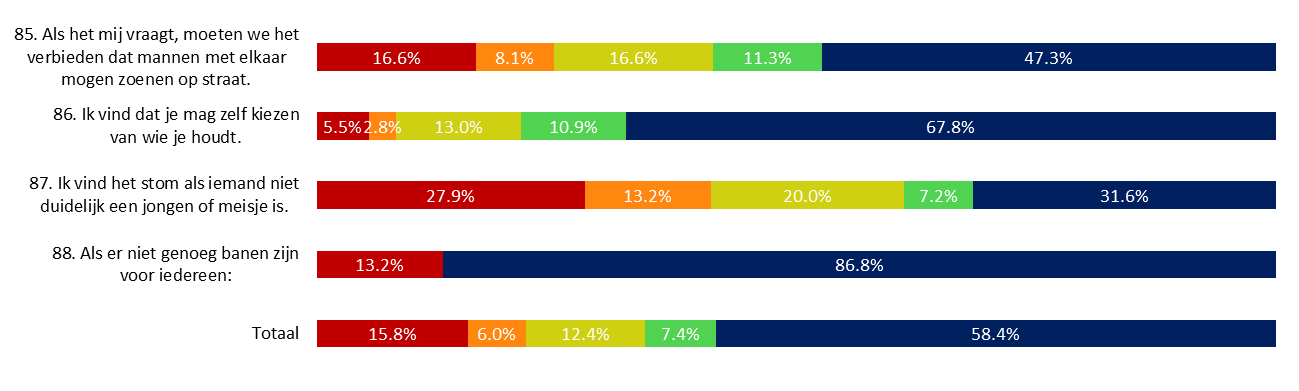 85. Als het mij vraagt, moeten we het
verbieden dat mannen met elkaar
mogen zoenen op straat.
16.6% 8.1% 16.6% 11.3% 47.3%
86. Ik vind dat je mag zelf kiezen
van wie je houdt.
5.5% 2.8% 13.0% 10.9% 67.8%
87. Ik vind het stom als iemand niet
duidelijk een jongen of meisje is.
27.9% 13.2% 20.0% 7.2% 31.6%
88. Als er niet genoeg banen zijn
voor iedereen:
13.2% 86.8%
Totaal
15.8% 6.0% 12.4% 7.4% 58.4%